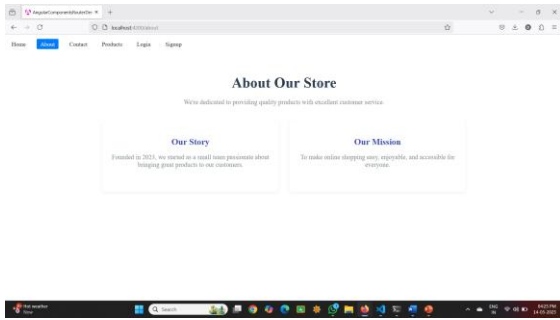 AngularComponentsRouterDe
localhost:4200/about
Home About Contact Products Login Signup
About Our Store
We're dedicated to providing quality products with excellent customer service.
Our Story
Founded in 2023, we started as a small team passionate about
bringing great products to our customers.
Our Mission
To make online shopping easy, enjoyable, and accessible for
everyone.
Hot weather
Now
Search
ENG
IN
14-05-2025